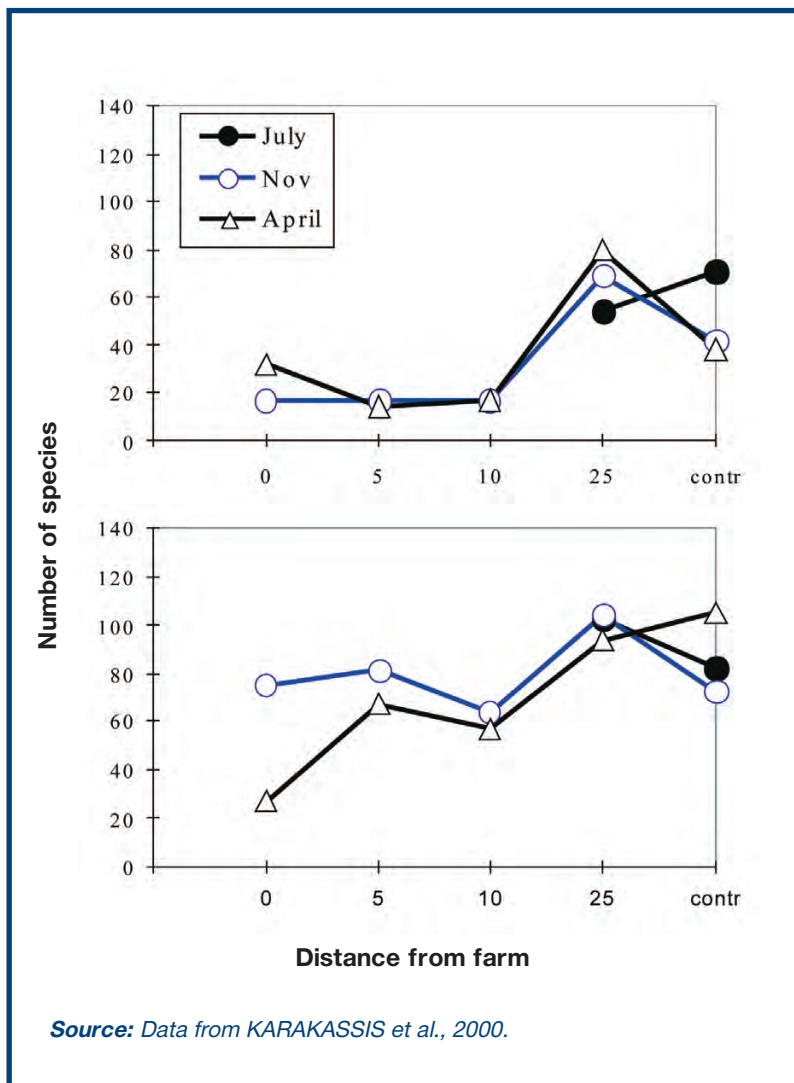 140
120
100
80
60
40
20
0
July
Nov
April
0 5 10 25 contr
Number of species
140
120
100
80
60
40
20
0
0 5 10 25 contr
Distance from farm
Source: Data from KARAKASSIS et al., 2000.